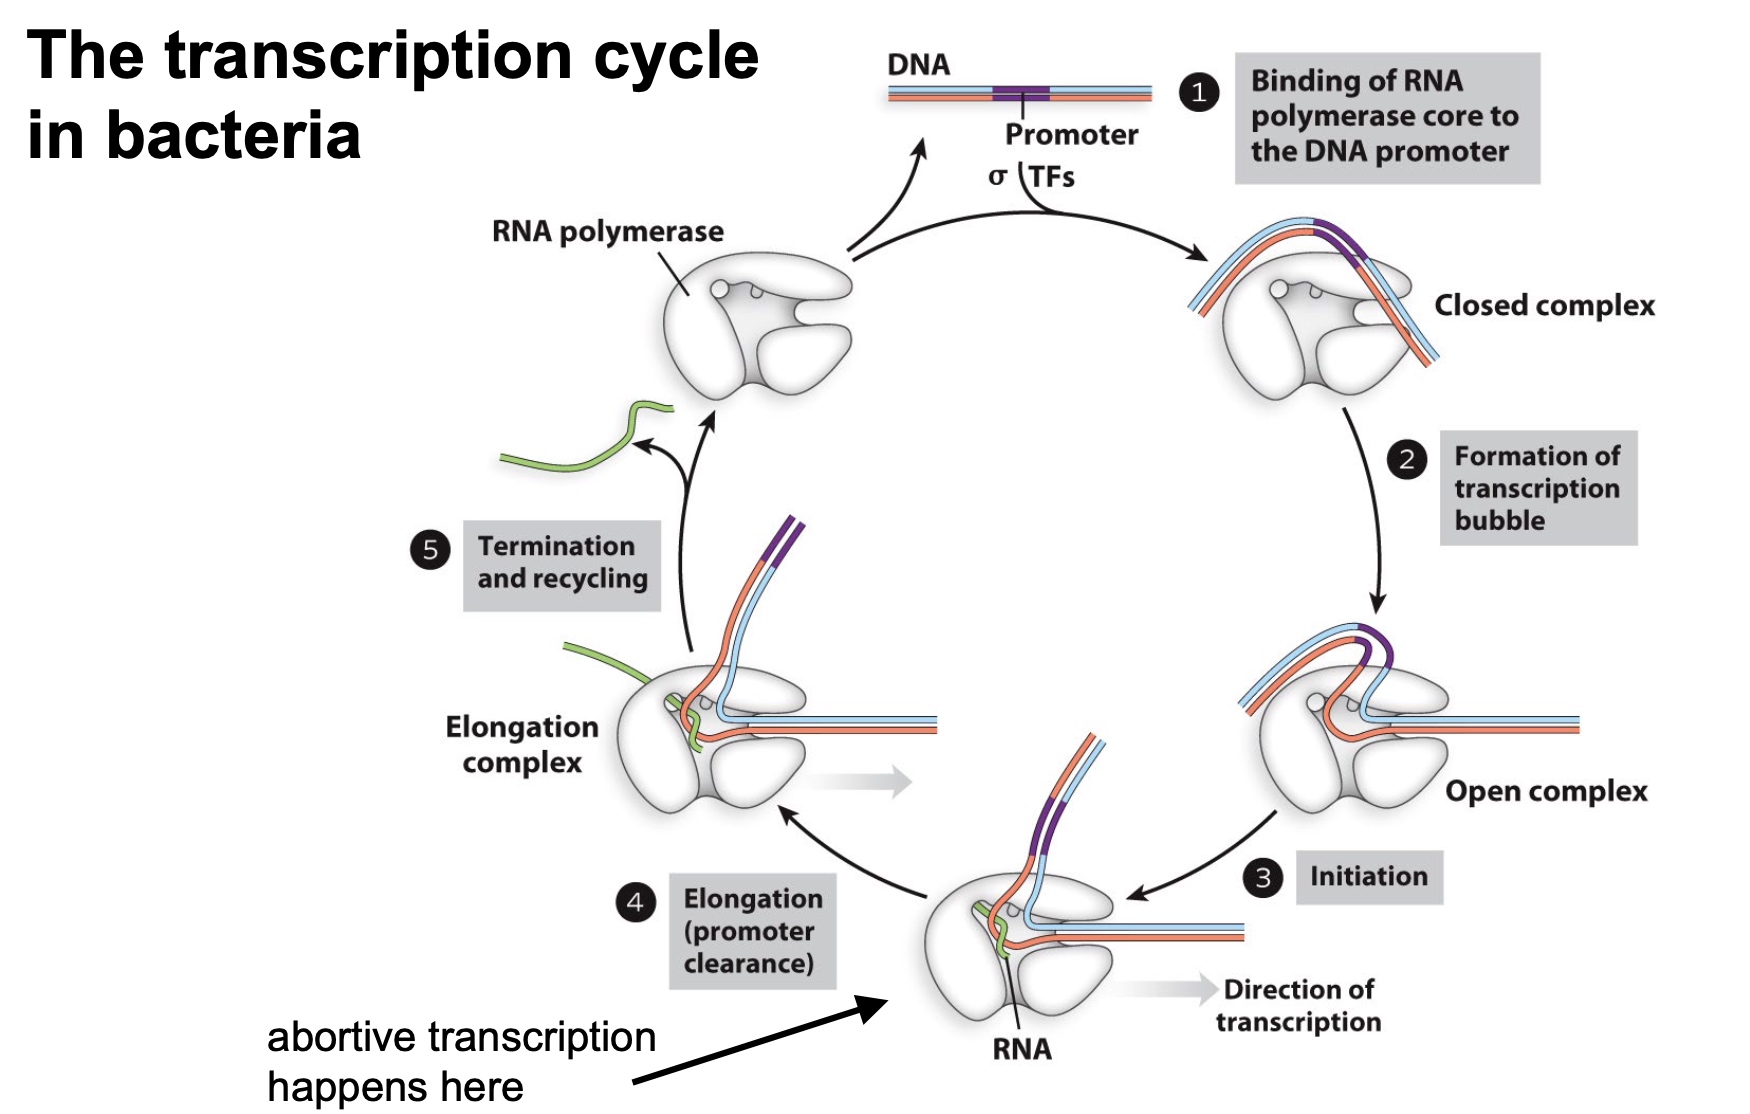 The transcription cycle
in bacteria
DNA
Promoter
σ TFs
1
Binding of RNA
polymerase core to
the DNA promoter
RNA polymerase
Closed complex
2
Formation of
transcription
bubble
Open complex
3
Initiation
Direction of
transcription
RNA
4
Elongation
(promoter
clearance)
abortive transcription
happens here
Elongation
complex
5
Termination
and recycling